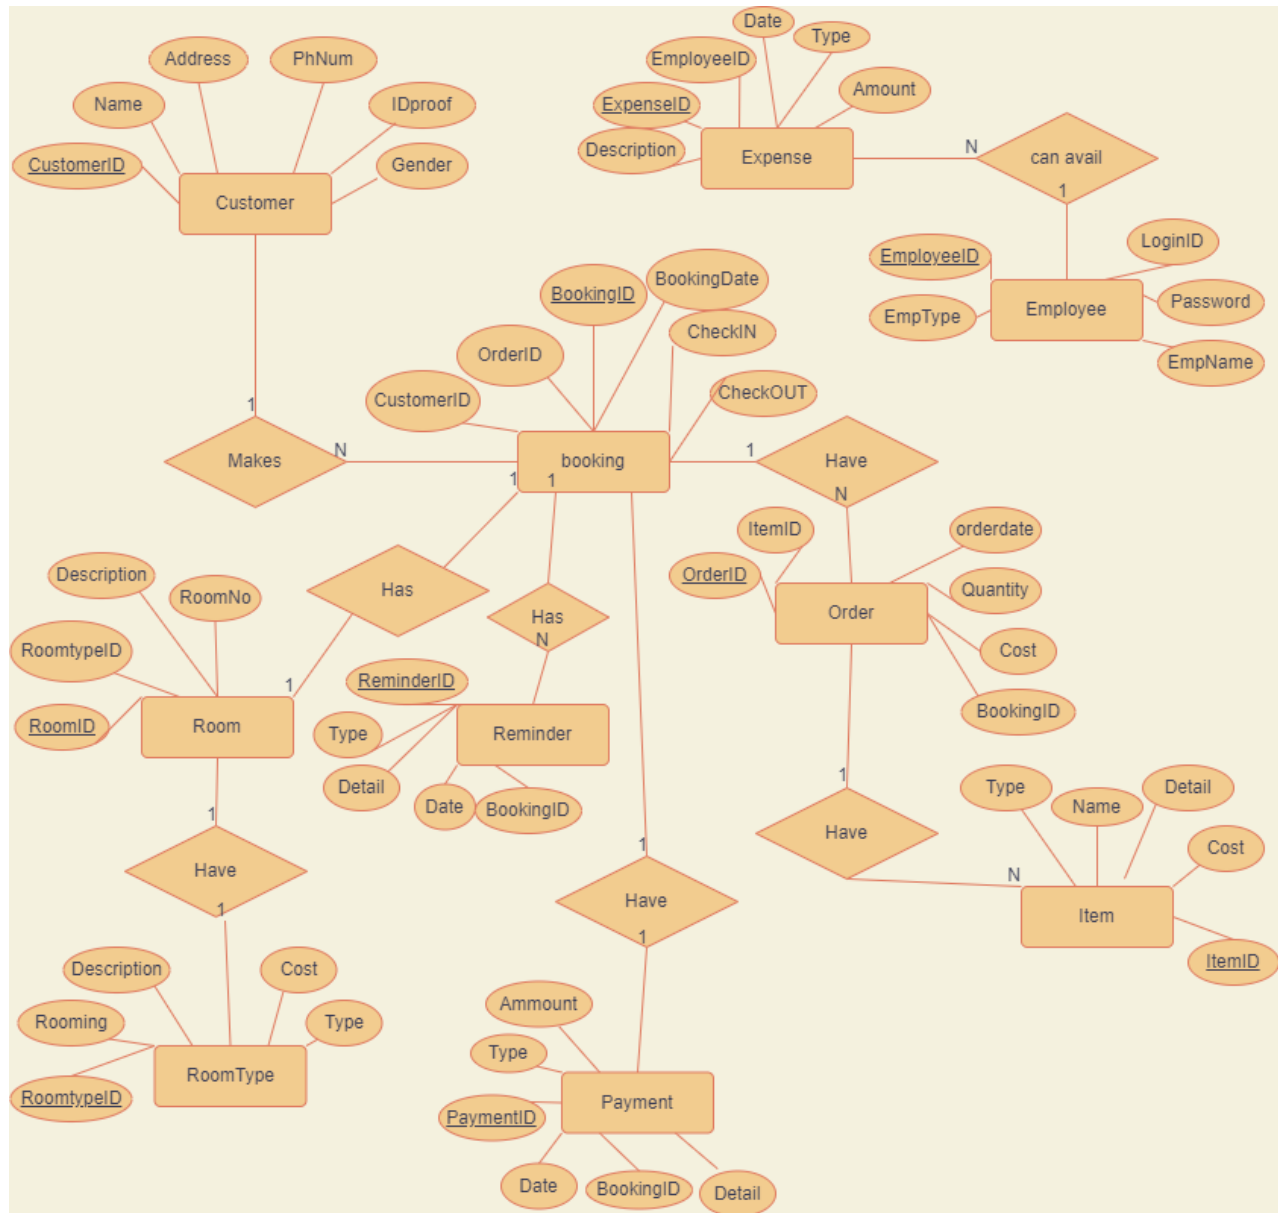 Address
PhNum
Name
IDproof
CustomerID
Gender
Customer
Date
Type
EmployeeID
Amount
ExpenseID
Description
Expense
N
can avail
1
LoginID
EmployeeID
Password
EmpType
Employee
EmpName
BookingDate
BookingID
CheckIN
OrderID
CustomerID
CheckOUT
1
Makes
N
booking
1
1
1
Have
N
ItemID
orderdate
OrderID
Quantity
Order
Cost
BookingID
Description
RoomNo
Has
RoomtypeID
1
RoomID
Room
Has
N
ReminderID
Type
Reminder
Detail
Date
BookingID
1
Have
1
1
Have
N
Type
Name
Detail
Cost
Item
ItemID
1
Have
1
Description
Cost
Rooming
Type
RoomtypeID
RoomType
Ammount
Type
PaymentID
Payment
Date
BookingID
Detail